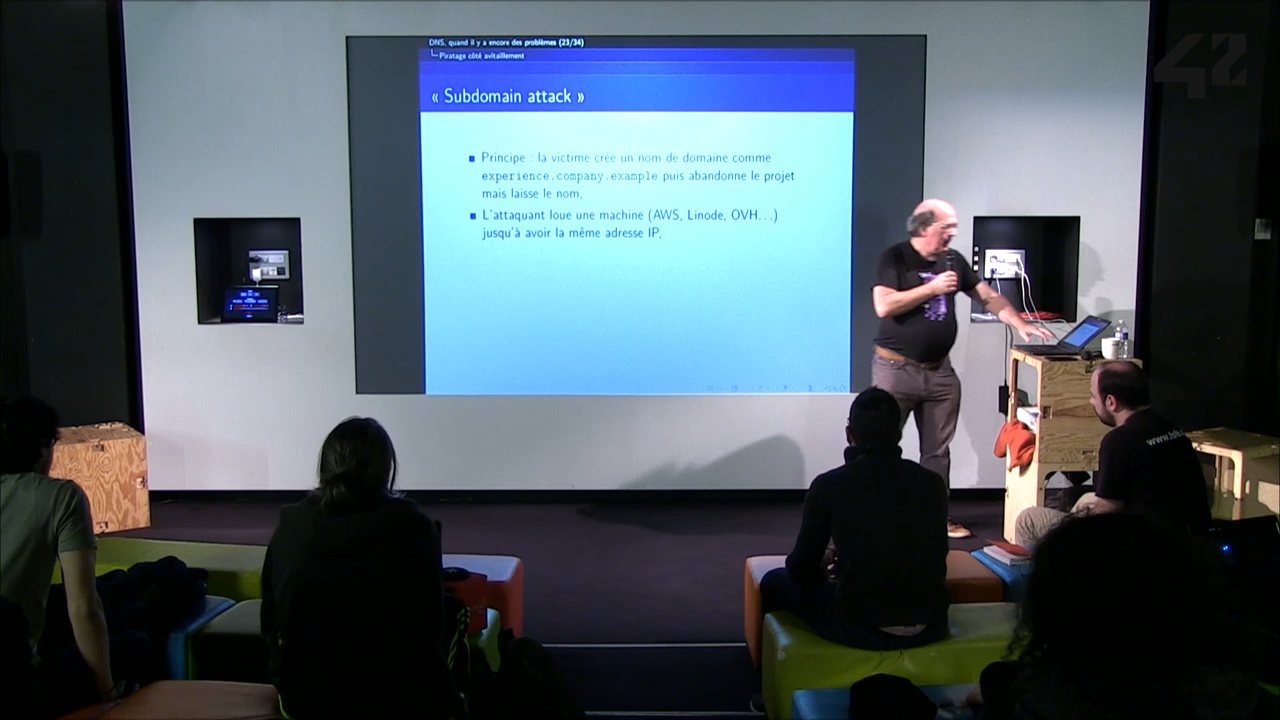 DNS, quand il y a encore des problèmes (23/34)
Piratage côté avitaillement
« Subdomain attack »
Principe : la victime crée un nom de domaine comme
experience.company.example puis abandonne le projet
mais laisse le nom,
L'attaquant loue une machine (AWS, Linode, OVH...)
jusqu'à avoir la même adresse IP,
42
www.